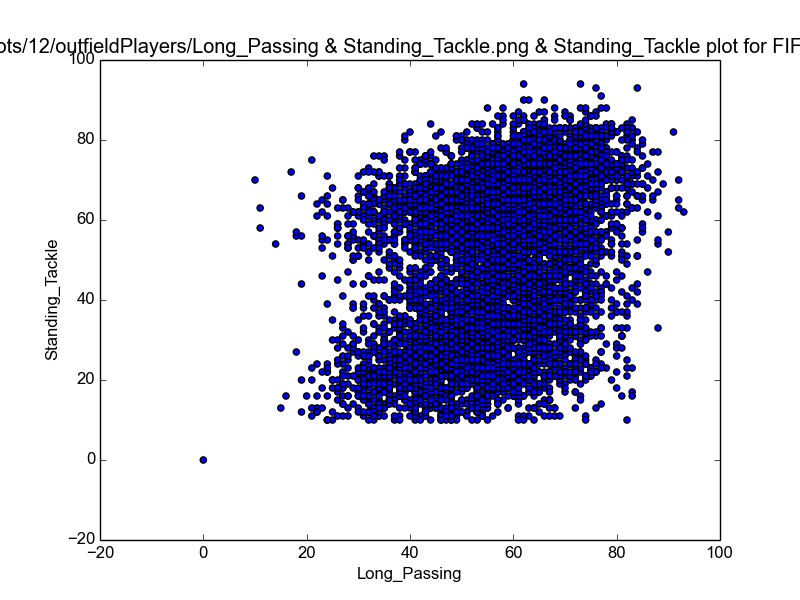 ots/12/outfieldPlayers/Long_Passing & Standing_Tackle.png & Standing_Tackle plot for FIF
100
80
60
40
20
0
−20
Standing_Tackle
−20 0 20 40 60 80 100
Long_Passing